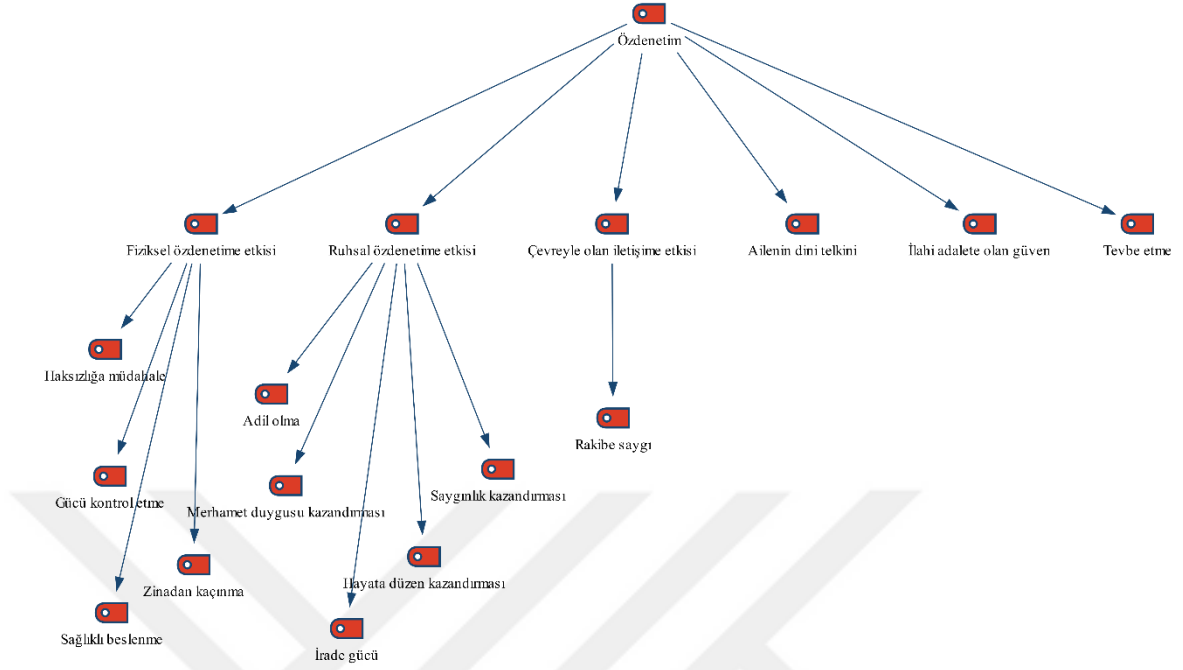 Özdenetim
Fiziksel özdenetime etkisi
Ruhsal özdenetime etkisi
Çevreyle olan iletişime etkisi
Ailenin dini telkini
İlahi adalete olan güven
Tevbe etme
Haksızlığa müdahale
Adil olma
Rakibe saygı
Saygınlık kazandırması
Gücü kontrol etme
Merhamet duygusu kazandırması
Hayata düzen kazandırması
Zinadan kaçınma
Sağlıklı beslenme
İrade gücü